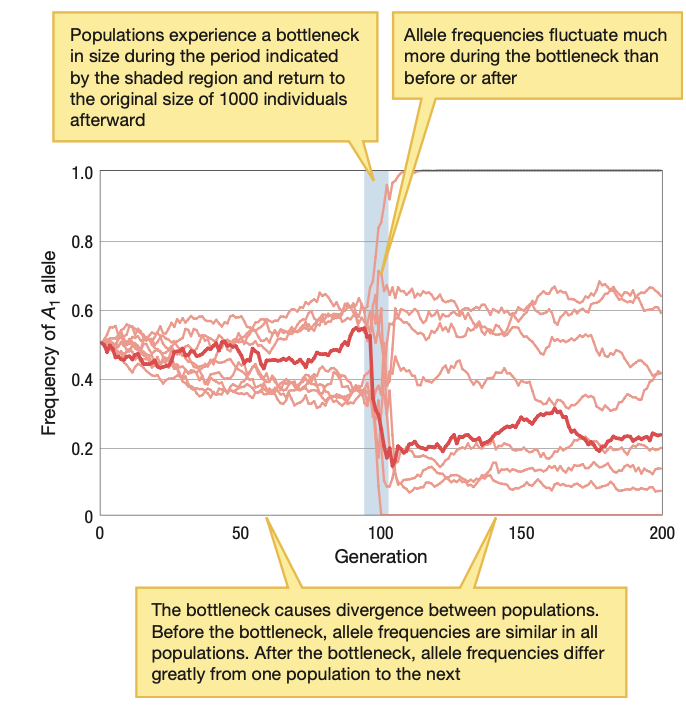 Populations experience a bottleneck
in size during the period indicated
by the shaded region and return to
the original size of 1000 individuals
afterward
Allele frequencies fluctuate much
more during the bottleneck than
before or after
Frequency of A₁ allele
1.0
0.8
0.6
0.4
0.2
0
0 50 100 150 200
Generation
The bottleneck causes divergence between populations.
Before the bottleneck, allele frequencies are similar in all
populations. After the bottleneck, allele frequencies differ
greatly from one population to the next